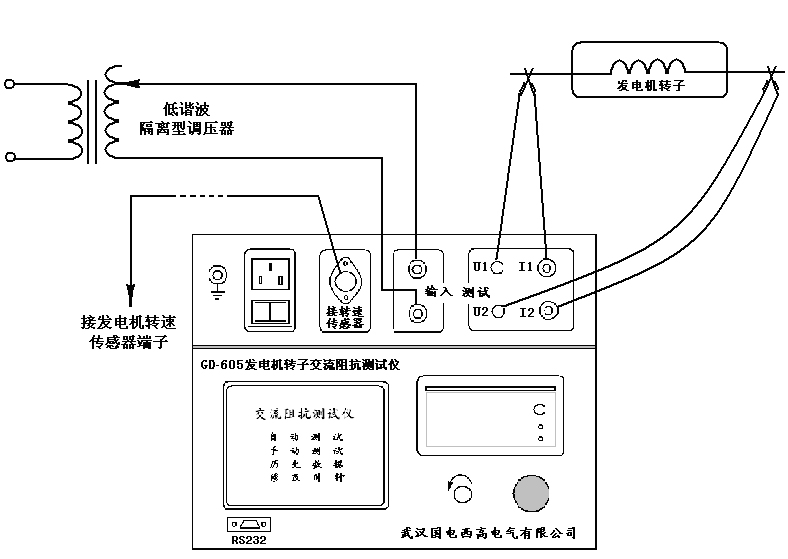 发电机转子
低谐波
隔离型调压器
U1
I1
输入
测试
U2
I2
接转速
传感器
接发电机转速
传感器端子
GD-605发电机转子交流阻抗测试仪
交流阻抗测试仪
自动测试
手动测试
历史数据
修改时钟
RS232
武汉国电西高电气有限公司